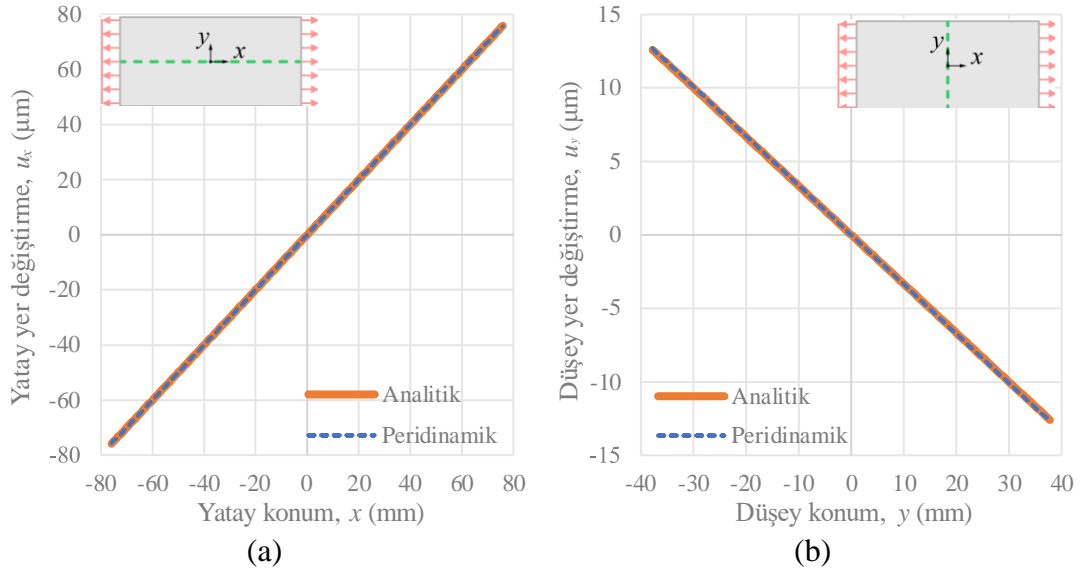 80
60
40
20
0
-20
-40
-60
-80
-80 -60 -40 -20 0 20 40 60 80
Yatay yer değiştirme, uₓ (μm)
Yatay konum, x (mm)
y
x
Analitik
Peridinamik
(a)
15
10
5
0
-5
-10
-15
-40 -30 -20 -10 0 10 20 30 40
Düşey yer değiştirme, u_y (μm)
Düşey konum, y (mm)
y
x
Analitik
Peridinamik
(b)